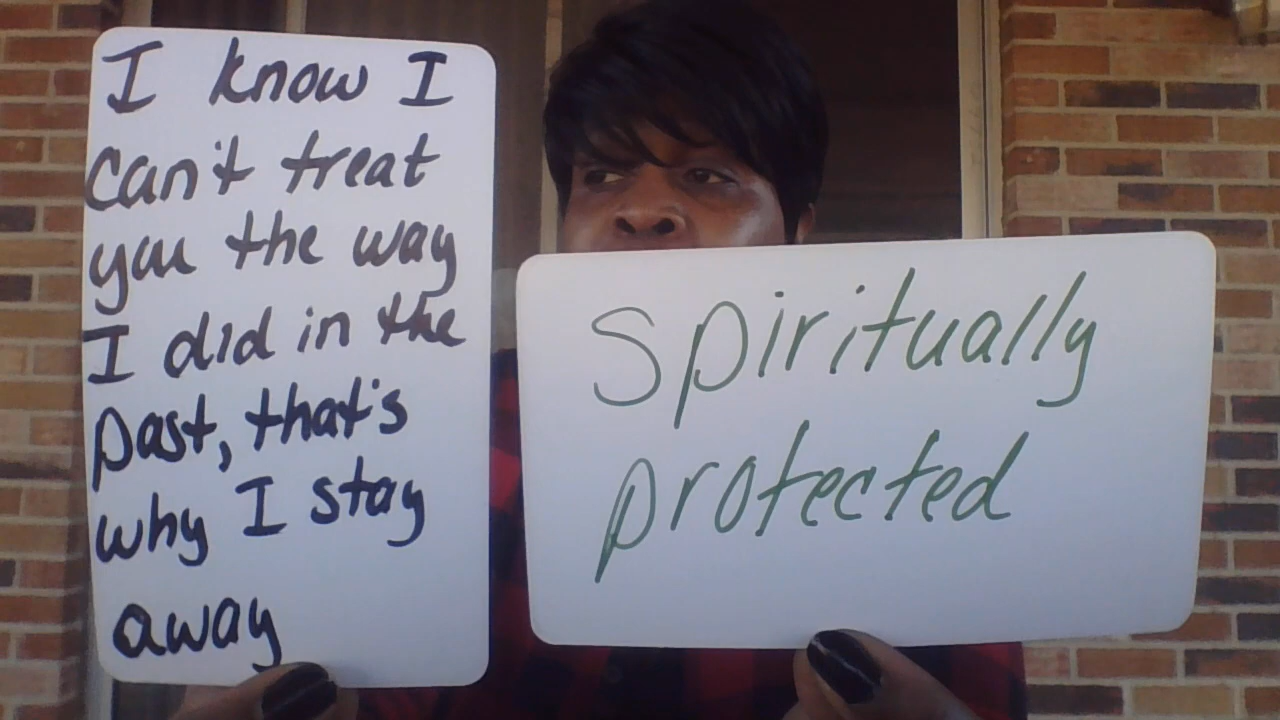 I know I
can't treat
you the way
I did in the
past, that's
why I stay
away
Spiritually
protected